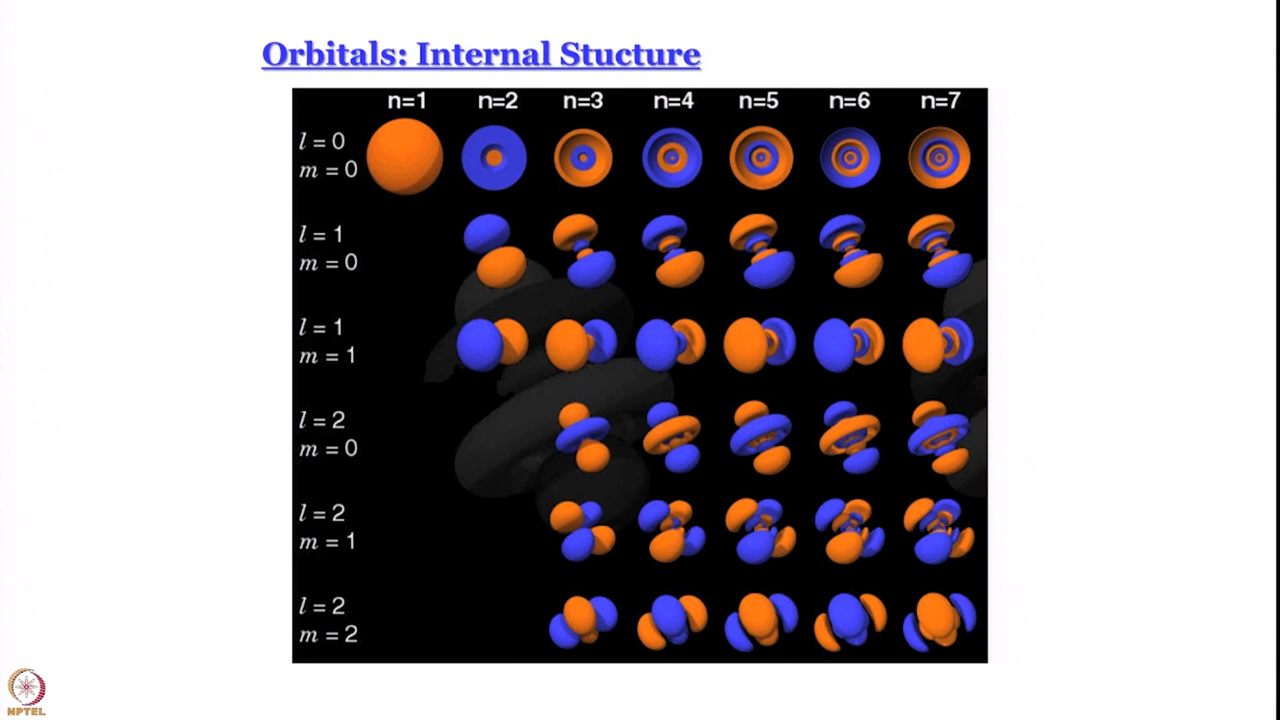 Orbitals: Internal Stucture
n=1 n=2 n=3 n=4 n=5 n=6 n=7
l = 0
m = 0
l = 1
m = 0
l = 1
m = 1
l = 2
m = 0
l = 2
m = 1
l = 2
m = 2
NPTEL